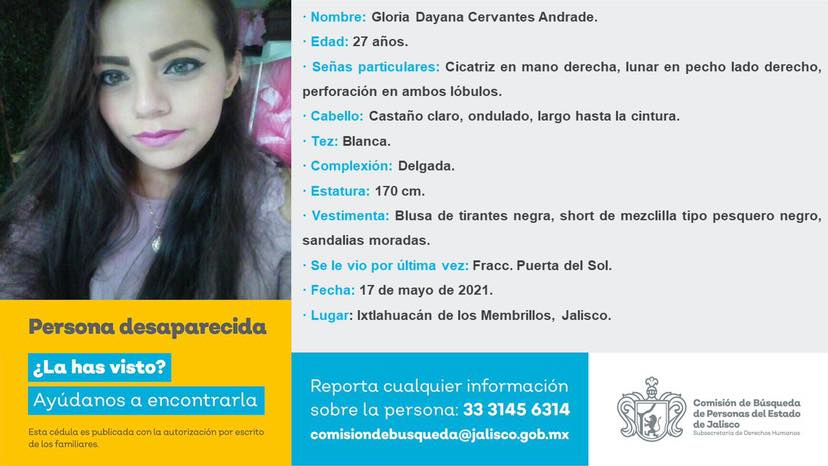 · Nombre: Gloria Dayana Cervantes Andrade.
· Edad: 27 años.
· Señas particulares: Cicatriz en mano derecha, lunar en pecho lado derecho,
perforación en ambos lóbulos.
· Cabello: Castaño claro, ondulado, largo hasta la cintura.
· Tez: Blanca.
· Complexión: Delgada.
· Estatura: 170 cm.
· Vestimenta: Blusa de tirantes negra, short de mezclilla tipo pesquero negro,
sandalias moradas.
· Se le vio por última vez: Fracc. Puerta del Sol.
· Fecha: 17 de mayo de 2021.
· Lugar: Ixtlahuacán de los Membrillos, Jalisco.
Persona desaparecida
¿La has visto?
Ayúdanos a encontrarla
Esta cédula es publicada con la autorización por escrito
de los familiares.
Reporta cualquier información
sobre la persona: 33 3145 6314
comisiondebusqueda@jalisco.gob.mx
Comisión de Búsqueda
de Personas del Estado
de Jalisco
Subsecretaría de Derechos Humanos